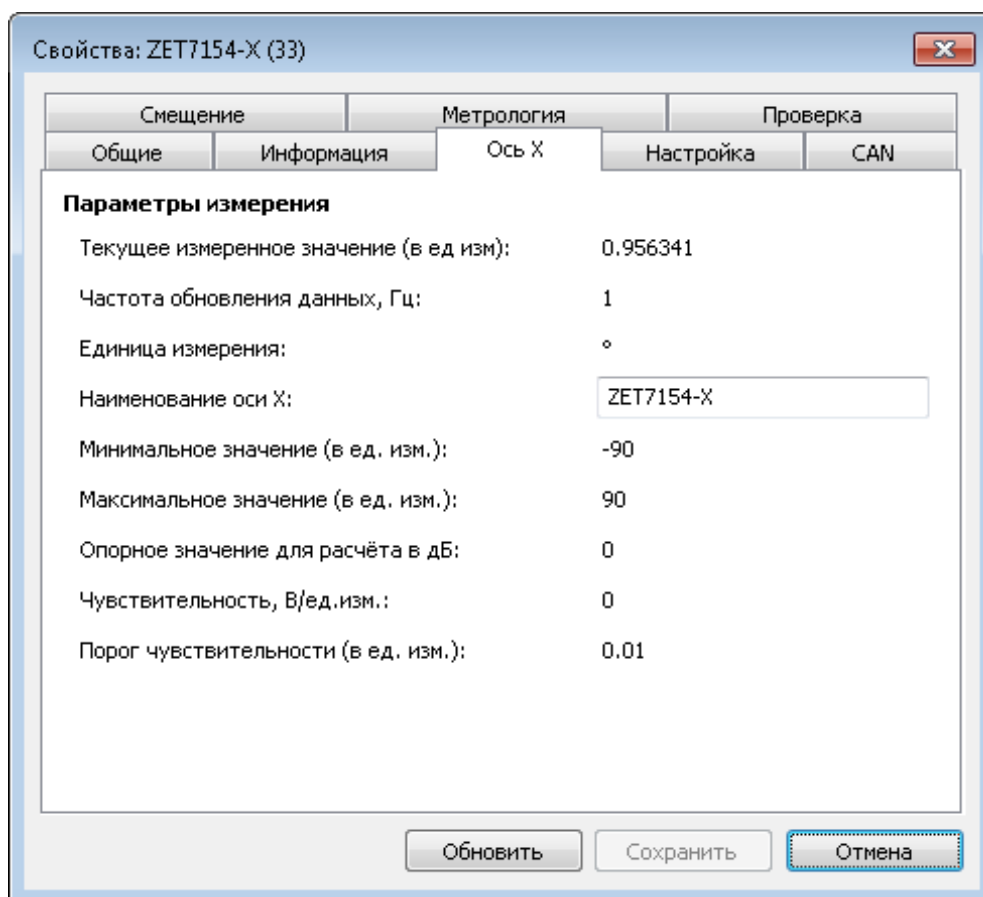 Свойства: ZET7154-X (33)
Смещение Метрология Проверка
Общие Информация Ось X Настройка CAN
Параметры измерения
Текущее измеренное значение (в ед изм): 0.956341
Частота обновления данных, Гц: 1
Единица измерения: °
Наименование оси X: ZET7154-X
Минимальное значение (в ед. изм.): -90
Максимальное значение (в ед. изм.): 90
Опорное значение для расчёта в дБ: 0
Чувствительность, В/ед.изм.: 0
Порог чувствительности (в ед. изм.): 0.01
Обновить Сохранить Отмена